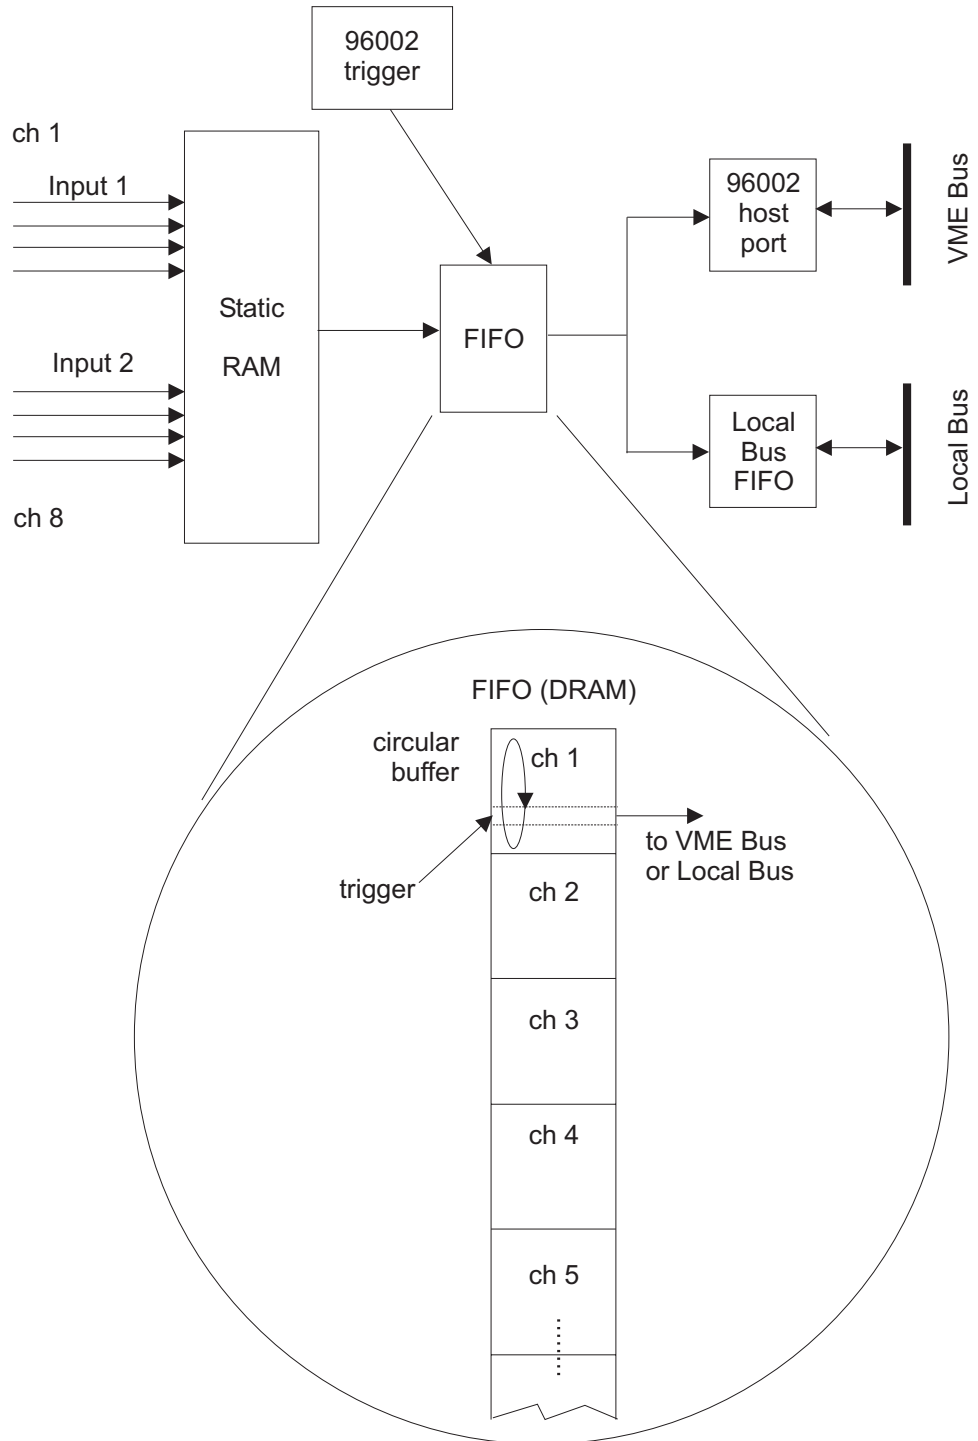 96002
trigger
ch 1
Input 1
Static
RAM
Input 2
ch 8
FIFO
96002
host
port
VME Bus
Local
Bus
FIFO
Local Bus
FIFO (DRAM)
circular
buffer
ch 1
trigger
to VME Bus
or Local Bus
ch 2
ch 3
ch 4
ch 5